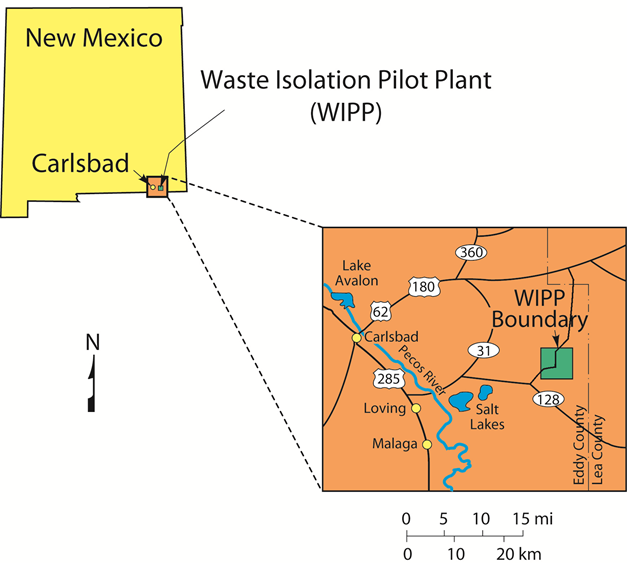 New Mexico
Waste Isolation Pilot Plant
(WIPP)
Carlsbad
N
360
Lake
Avalon
180
62
WIPP
Boundary
Carlsbad
Pecos River
31
285
128
Loving
Salt
Lakes
Malaga
Eddy County
Lea County
0 5 10 15 mi
0 10 20 km